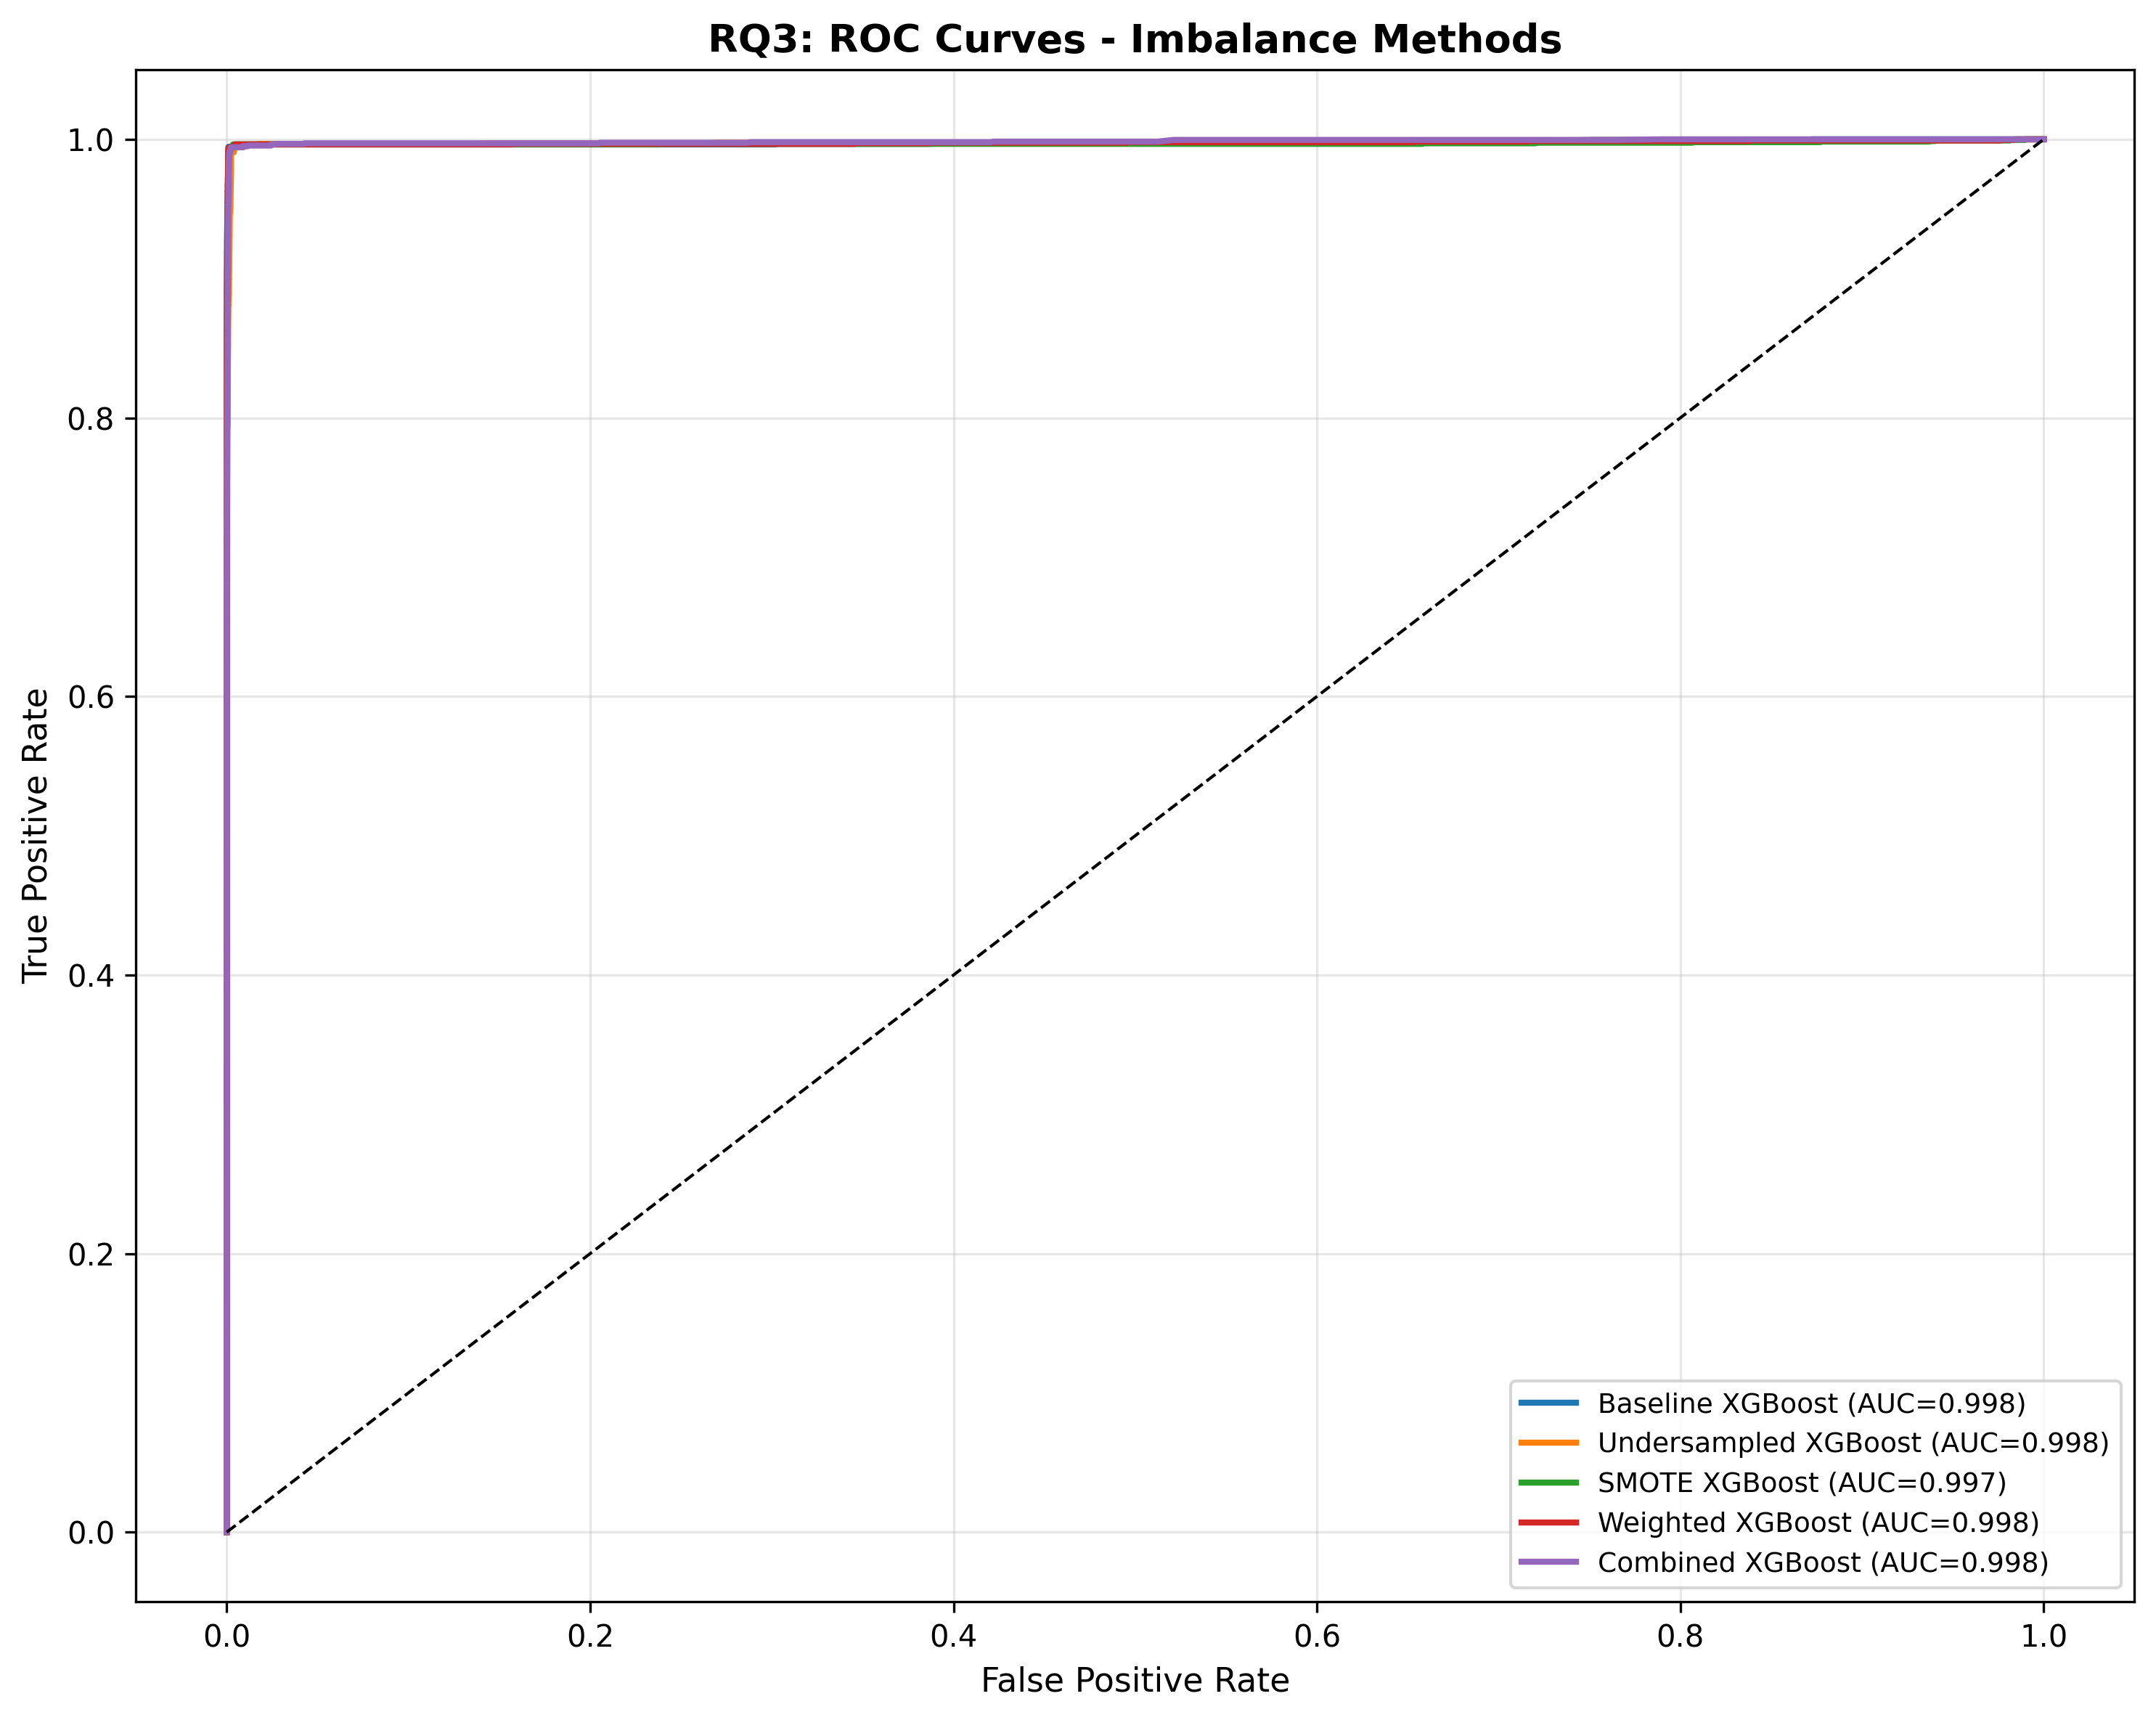 RQ3: ROC Curves - Imbalance Methods
True Positive Rate
1.0
0.8
0.6
0.4
0.2
0.0
0.0 0.2 0.4 0.6 0.8 1.0
False Positive Rate
Baseline XGBoost (AUC=0.998)
Undersampled XGBoost (AUC=0.998)
SMOTE XGBoost (AUC=0.997)
Weighted XGBoost (AUC=0.998)
Combined XGBoost (AUC=0.998)